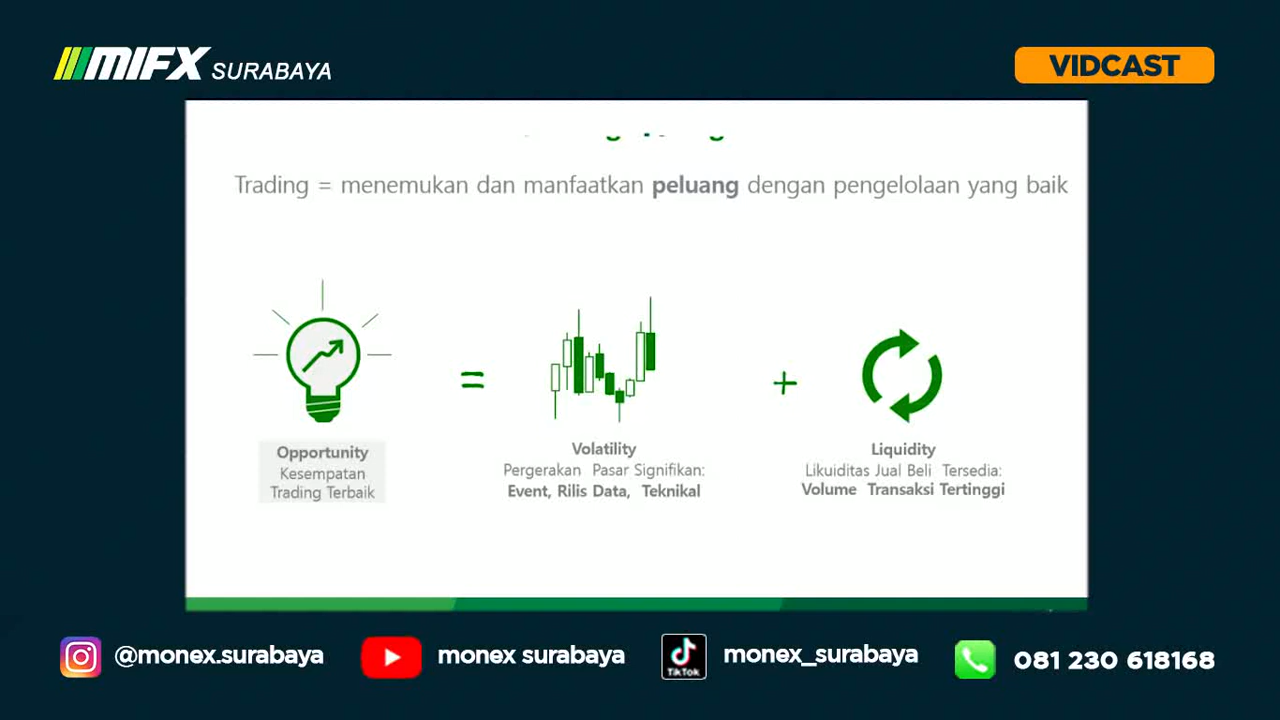 MIFX SURABAYA
VIDCAST
Trading = menemukan dan manfaatkan peluang dengan pengelolaan yang baik
=
+
Opportunity
Kesempatan
Trading Terbaik
Volatility
Pergerakan Pasar Signifikan:
Event, Rilis Data, Teknikal
Liquidity
Likuiditas Jual Beli Tersedia:
Volume Transaksi Tertinggi
@monex.surabaya
monex surabaya
TikTok
monex_surabaya
081 230 618168